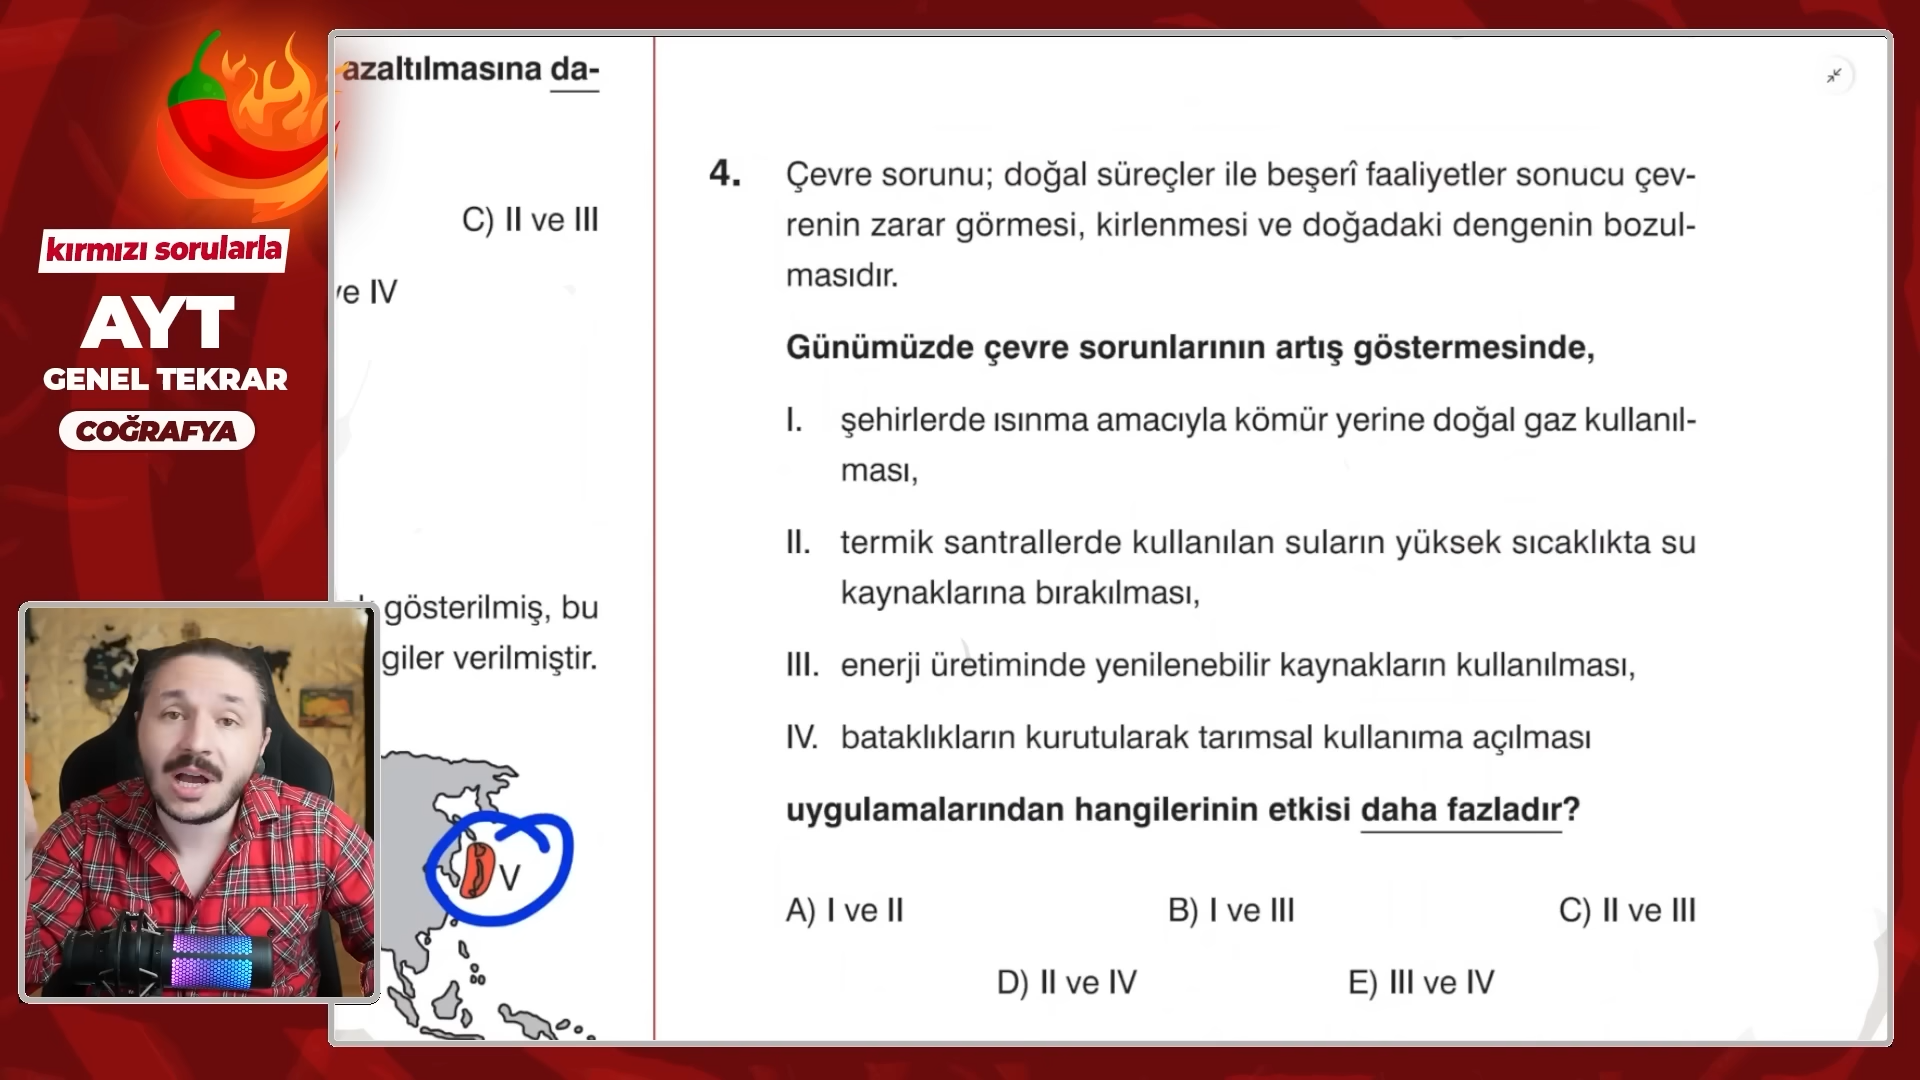 kırmızı sorularla
AYT
GENEL TEKRAR
COĞRAFYA
azaltılmasına da-
C) II ve III
ve IV
gösterilmiş, bu
giler verilmiştir.
V
4. Çevre sorunu; doğal süreçler ile beşerî faaliyetler sonucu çev-
renin zarar görmesi, kirlenmesi ve doğadaki dengenin bozul-
masıdır.
Günümüzde çevre sorunlarının artış göstermesinde,
I. şehirlerde ısınma amacıyla kömür yerine doğal gaz kullanıl-
ması,
II. termik santrallerde kullanılan suların yüksek sıcaklıkta su
kaynaklarına bırakılması,
III. enerji üretiminde yenilenebilir kaynakların kullanılması,
IV. bataklıkların kurutularak tarımsal kullanıma açılması
uygulamalarından hangilerinin etkisi daha fazladır?
A) I ve II B) I ve III C) II ve III
D) II ve IV E) III ve IV